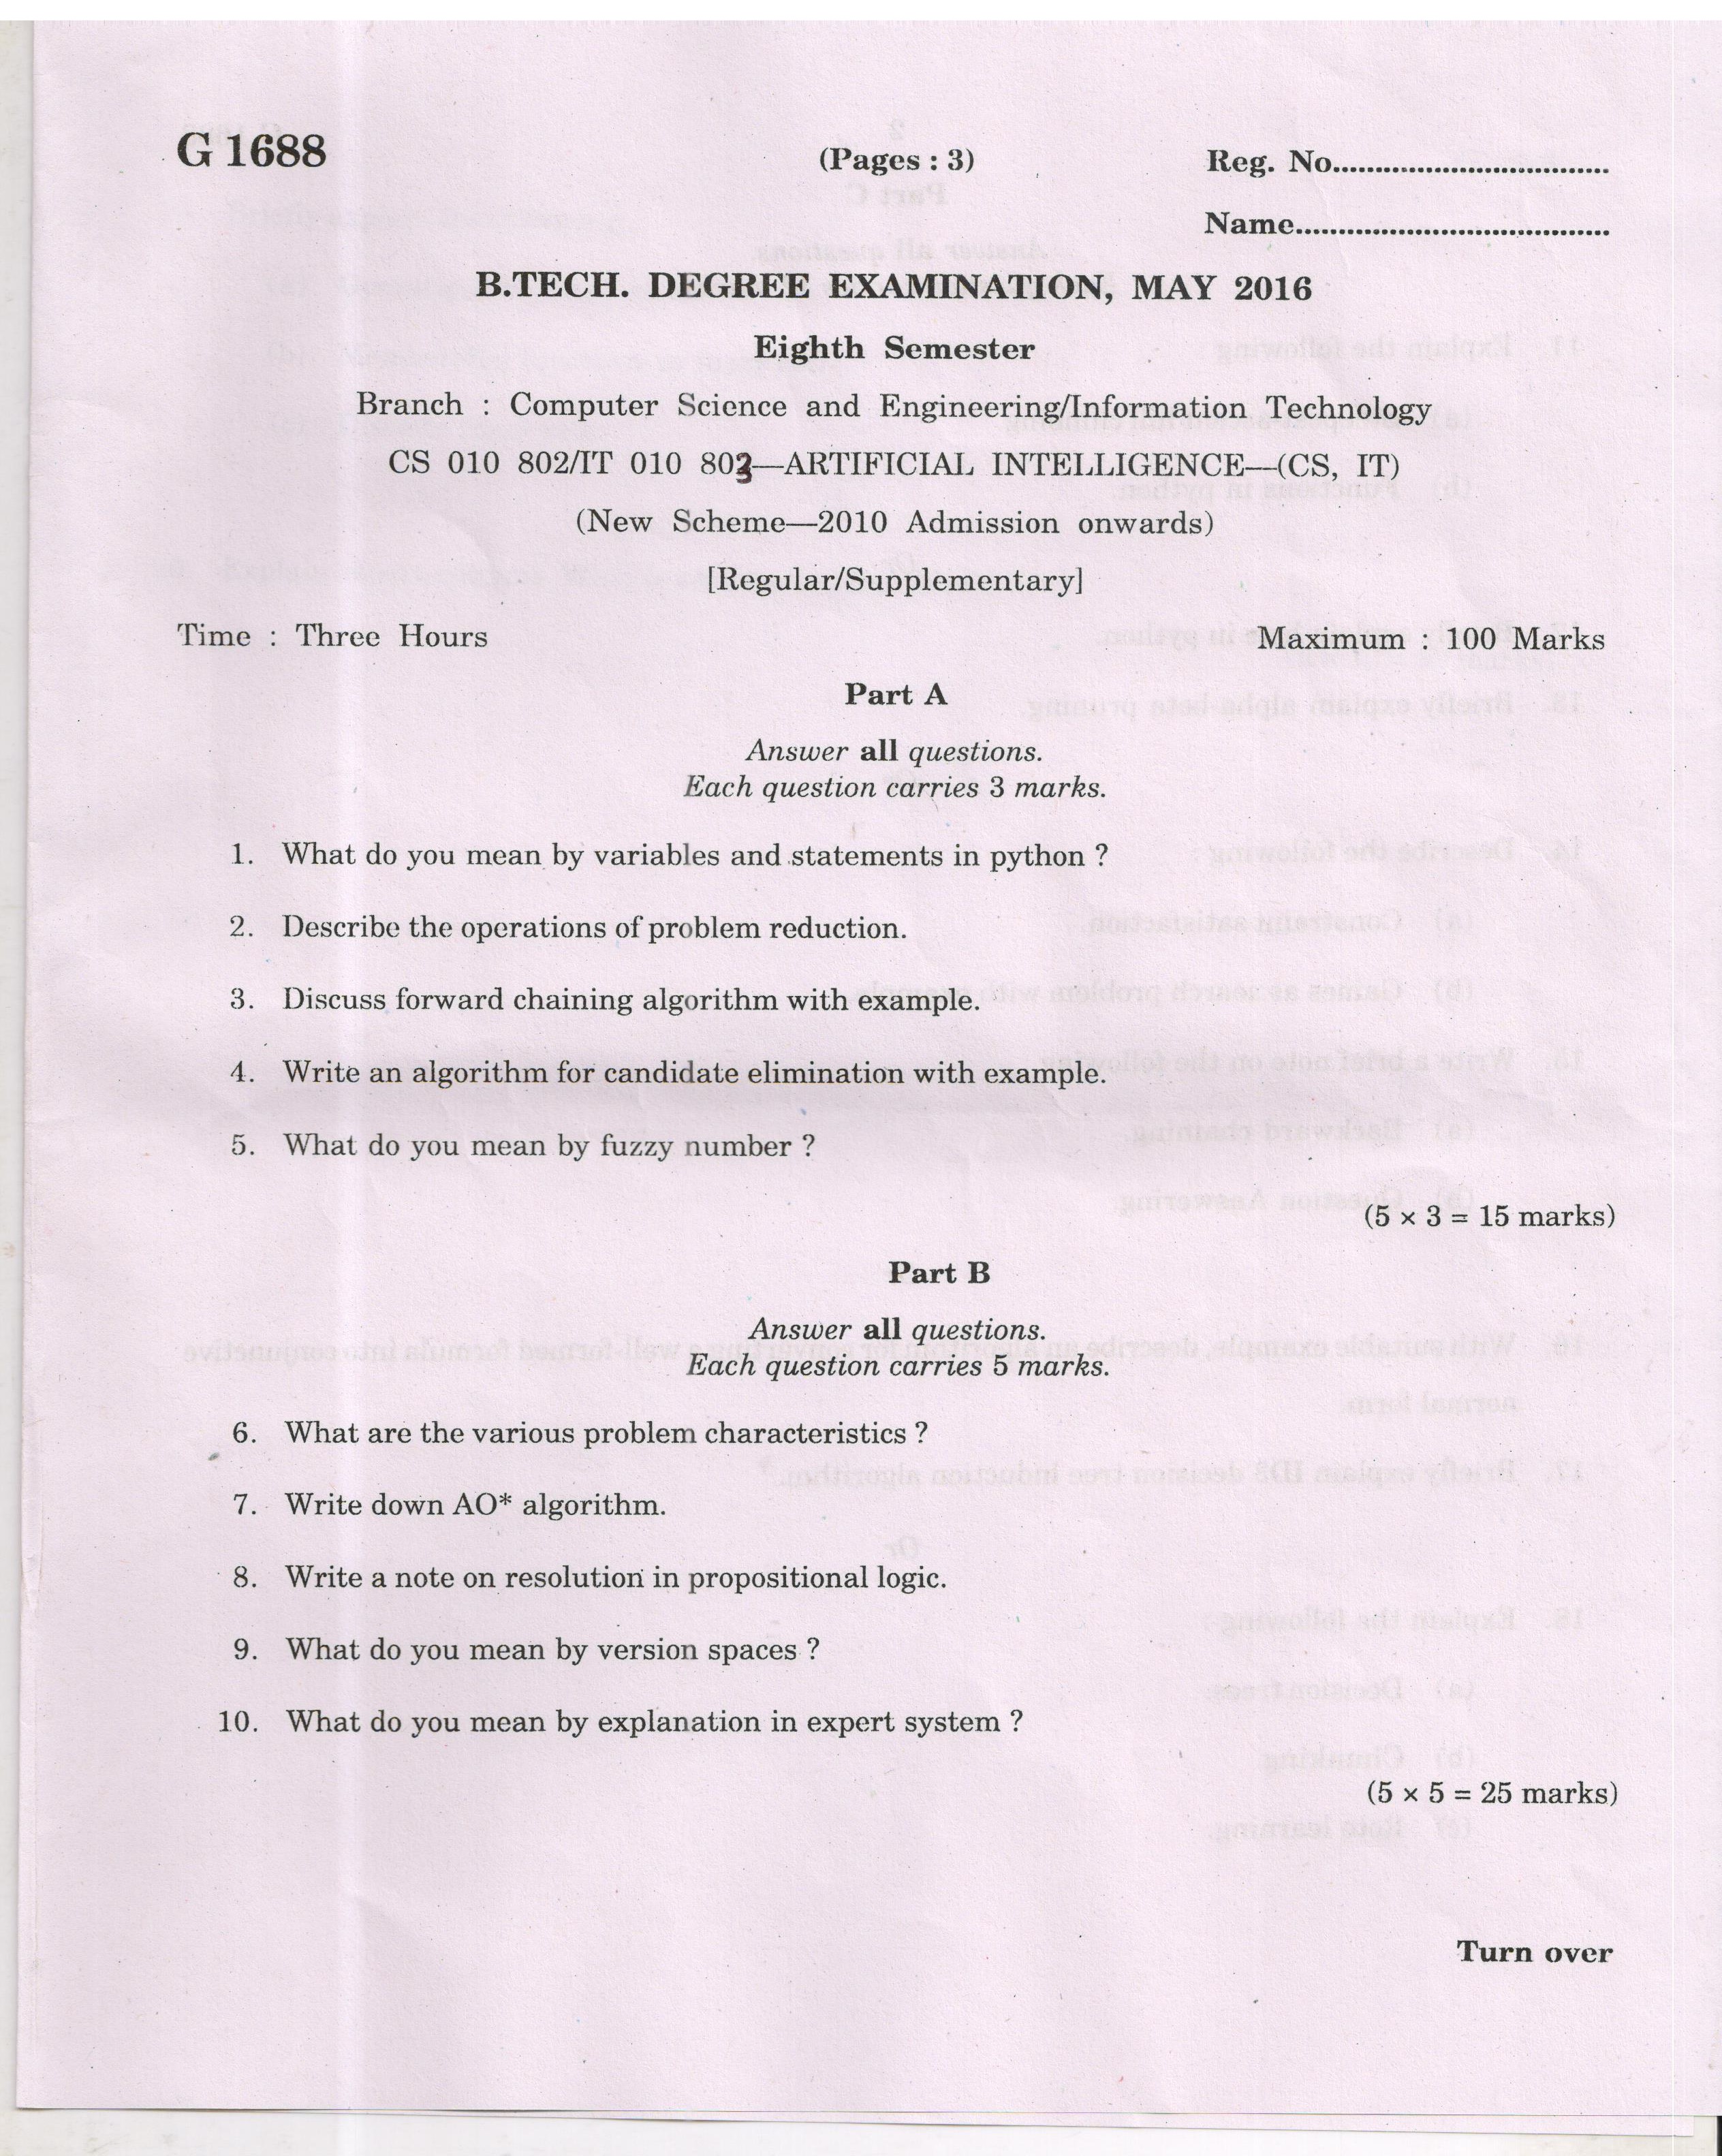 G 1688
(Pages : 3)
Reg. No.................................
Name.....................................
B.TECH. DEGREE EXAMINATION, MAY 2016
Eighth Semester
Branch : Computer Science and Engineering/Information Technology
CS 010 802/IT 010 803—ARTIFICIAL INTELLIGENCE—(CS, IT)
(New Scheme—2010 Admission onwards)
[Regular/Supplementary]
Time : Three Hours
Maximum : 100 Marks
Part A
Answer all questions.
Each question carries 3 marks.
1. What do you mean by variables and statements in python ?
2. Describe the operations of problem reduction.
3. Discuss forward chaining algorithm with example.
4. Write an algorithm for candidate elimination with example.
5. What do you mean by fuzzy number ?
(5 × 3 = 15 marks)
Part B
Answer all questions.
Each question carries 5 marks.
6. What are the various problem characteristics ?
7. Write down AO* algorithm.
8. Write a note on resolution in propositional logic.
9. What do you mean by version spaces ?
10. What do you mean by explanation in expert system ?
(5 × 5 = 25 marks)
Turn over